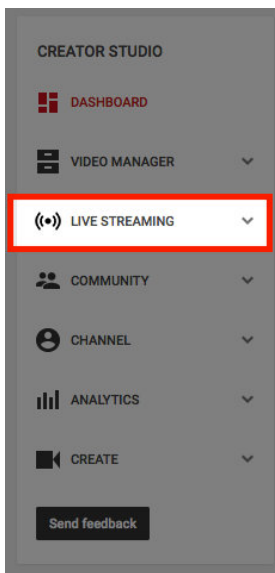 CREATOR STUDIO
DASHBOARD
VIDEO MANAGER
LIVE STREAMING
COMMUNITY
CHANNEL
ANALYTICS
CREATE
Send feedback